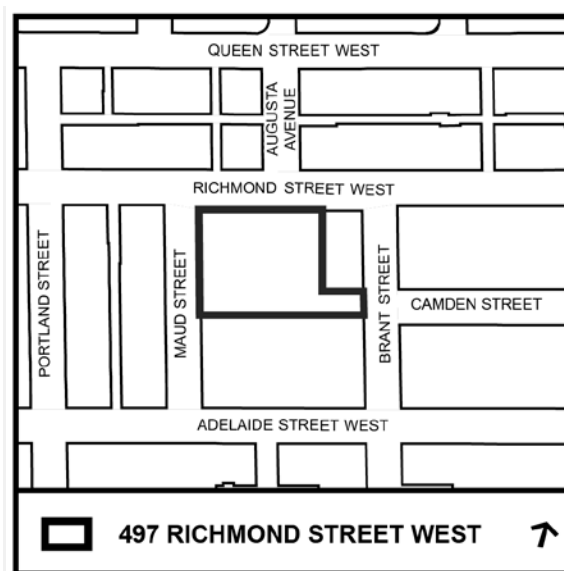 QUEEN STREET WEST
AUGUSTA
AVENUE
RICHMOND STREET WEST
PORTLAND STREET
MAUD STREET
BRANT STREET
CAMDEN STREET
ADELAIDE STREET WEST
497 RICHMOND STREET WEST